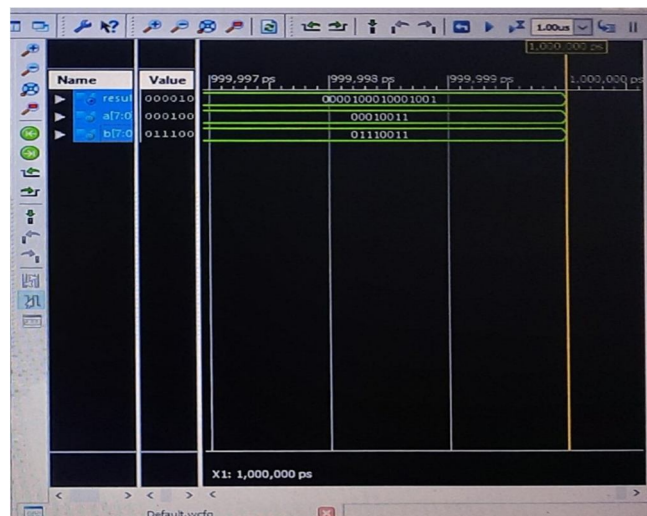 1.00us
1,000,000 ps
Name Value 999,997 ps 999,998 ps 999,999 ps 1,000,000 ps
resul 000010 0000100010001001
a[7:0 000100 00010011
b[7:0 011100 01110011
X1: 1,000,000 ps
Default.wcfg